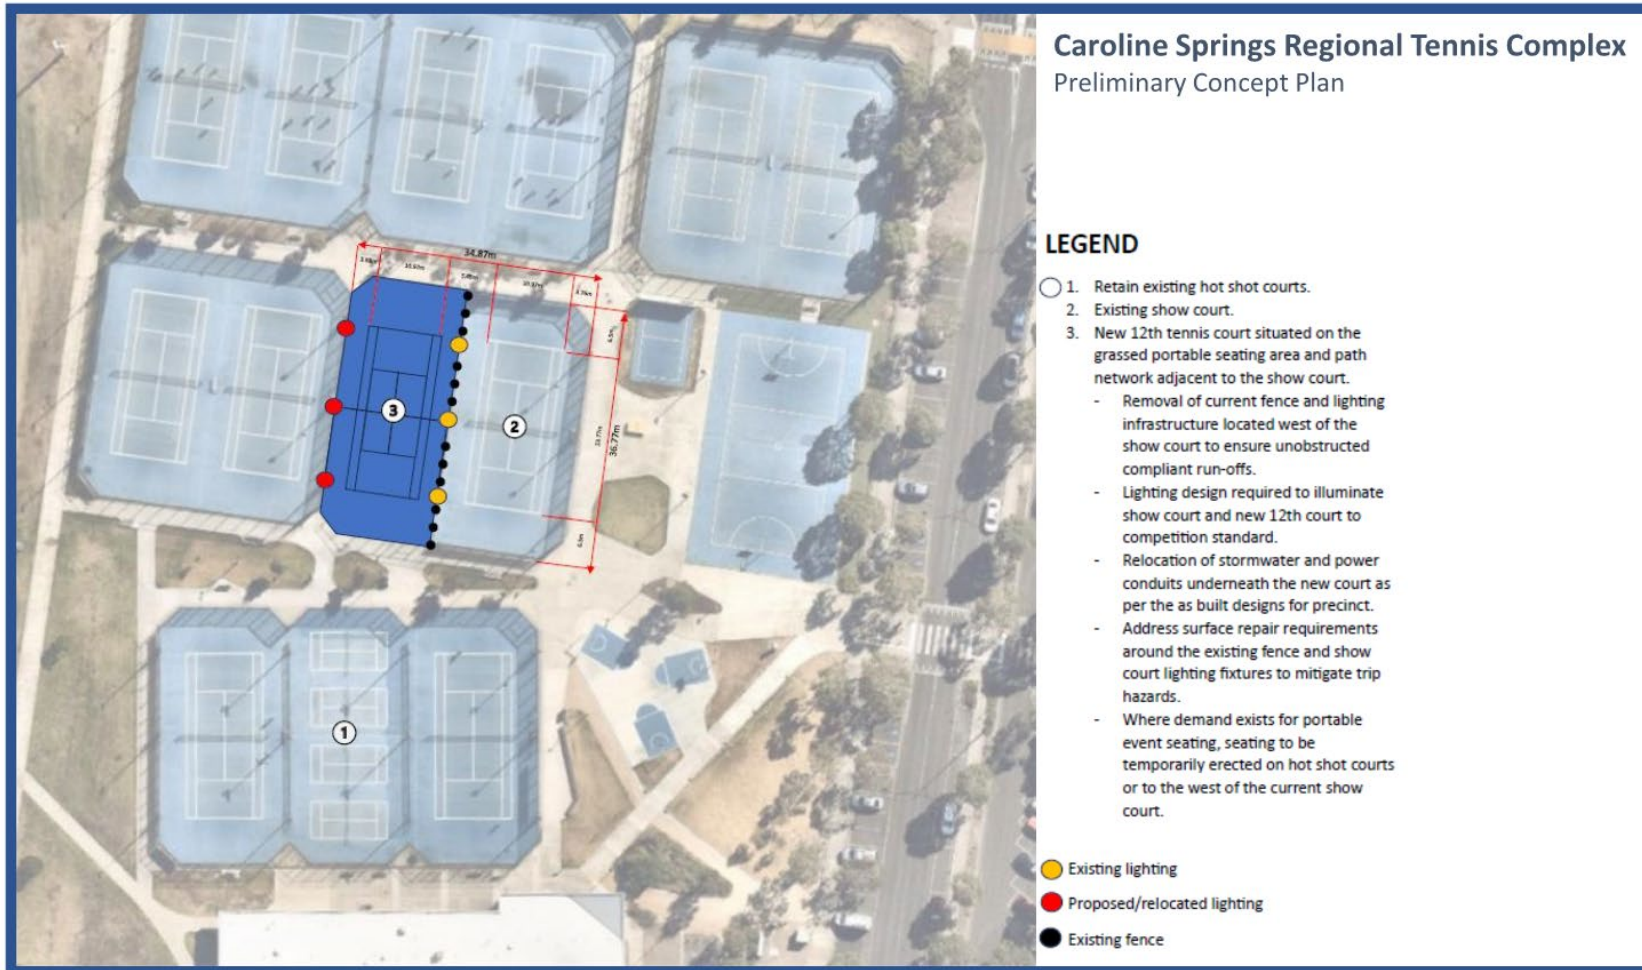 Caroline Springs Regional Tennis Complex
Preliminary Concept Plan
LEGEND
1. Retain existing hot shot courts.
2. Existing show court.
3. New 12th tennis court situated on the
grassed portable seating area and path
network adjacent to the show court.
- Removal of current fence and lighting
infrastructure located west of the
show court to ensure unobstructed
compliant run-offs.
- Lighting design required to illuminate
show court and new 12th court to
competition standard.
- Relocation of stormwater and power
conduits underneath the new court as
per the as built designs for precinct.
- Address surface repair requirements
around the existing fence and show
court lighting fixtures to mitigate trip
hazards.
- Where demand exists for portable
event seating, seating to be
temporarily erected on hot shot courts
or to the west of the current show
court.
Existing lighting
Proposed/relocated lighting
Existing fence
34.87m
36.77m
3
2
1